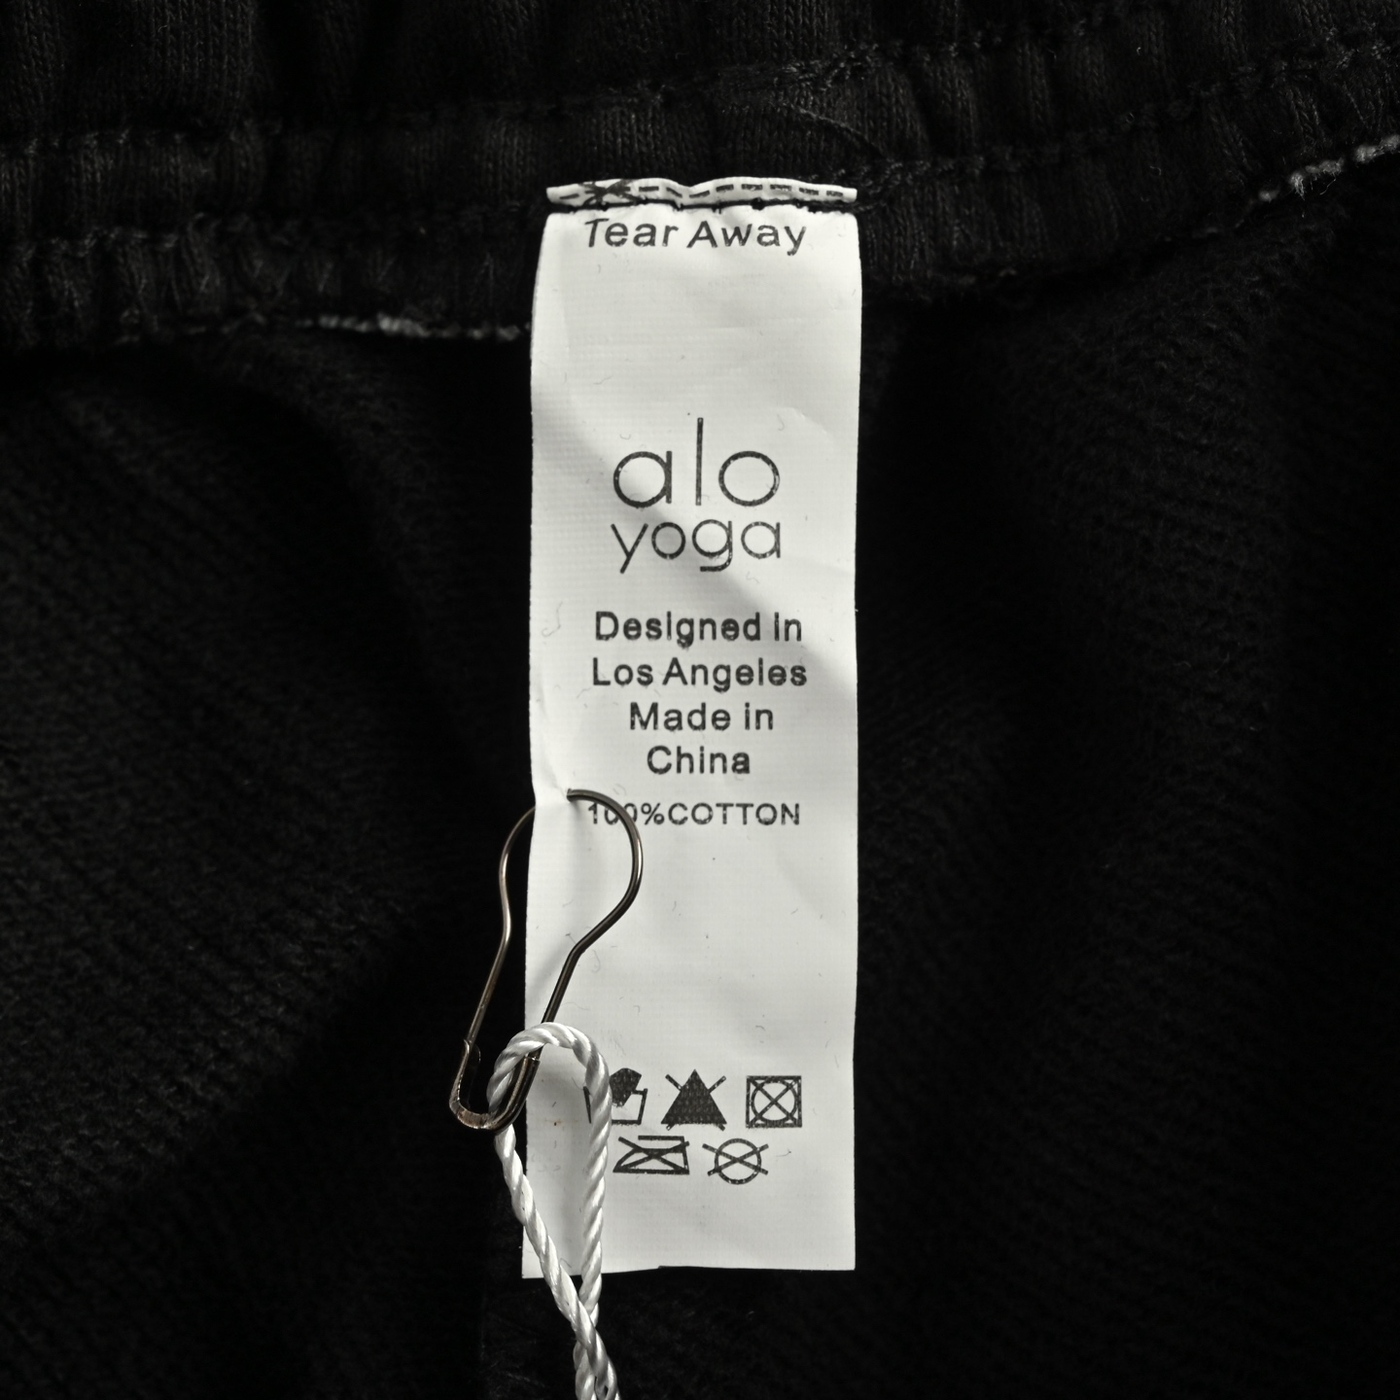 Tear Away
alo
yoga
Designed in
Los Angeles
Made in
China
100%COTTON